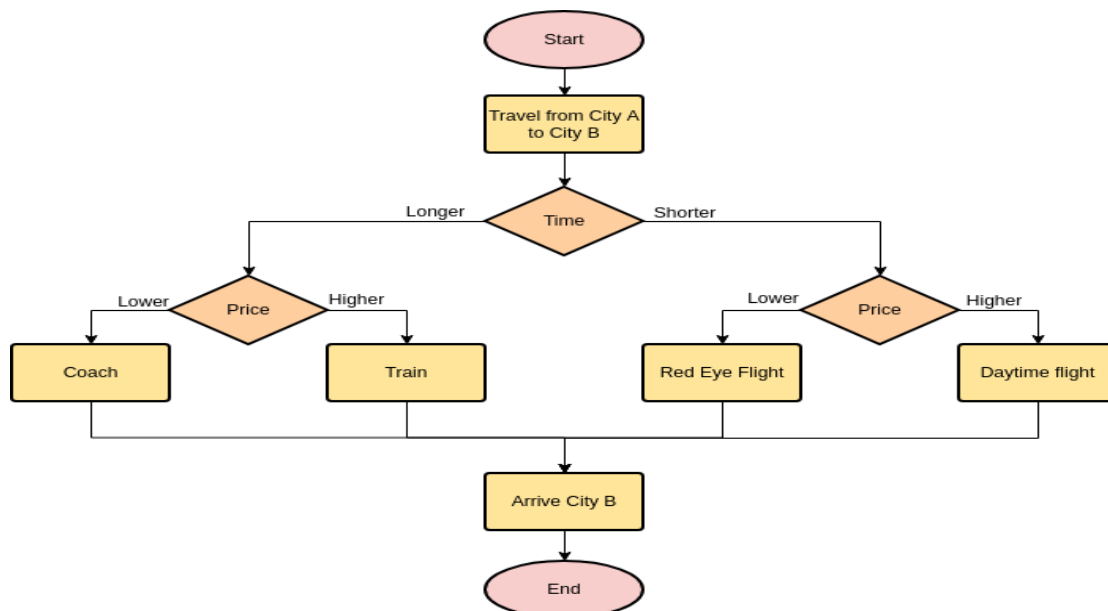 Start
Travel from City A
to City B
Longer
Time
Shorter
Lower
Price
Higher
Lower
Price
Higher
Coach
Train
Red Eye Flight
Daytime flight
Arrive City B
End